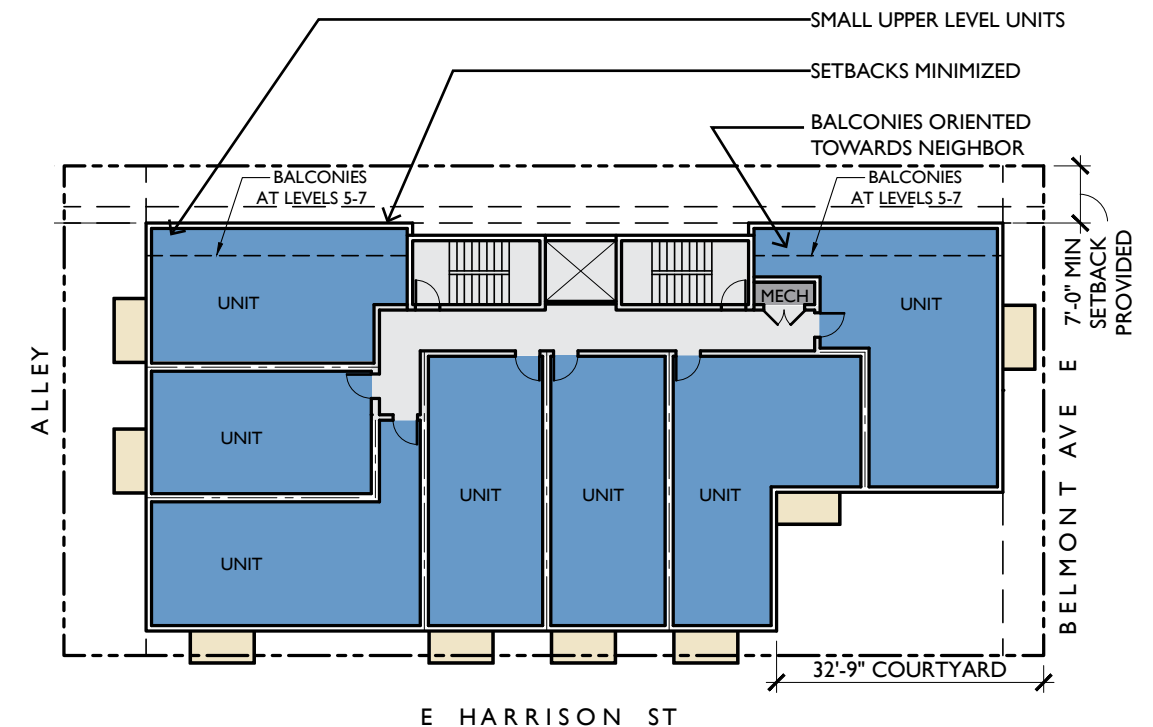 SMALL UPPER LEVEL UNITS
SETBACKS MINIMIZED
BALCONIES ORIENTED
TOWARDS NEIGHBOR
BALCONIES
AT LEVELS 5-7
BALCONIES
AT LEVELS 5-7
7'-0" MIN
SETBACK
PROVIDED
MECH
UNIT
UNIT
UNIT
UNIT
UNIT
UNIT
UNIT
ALLEY
BELMONT AVE E
32'-9" COURTYARD
E HARRISON ST